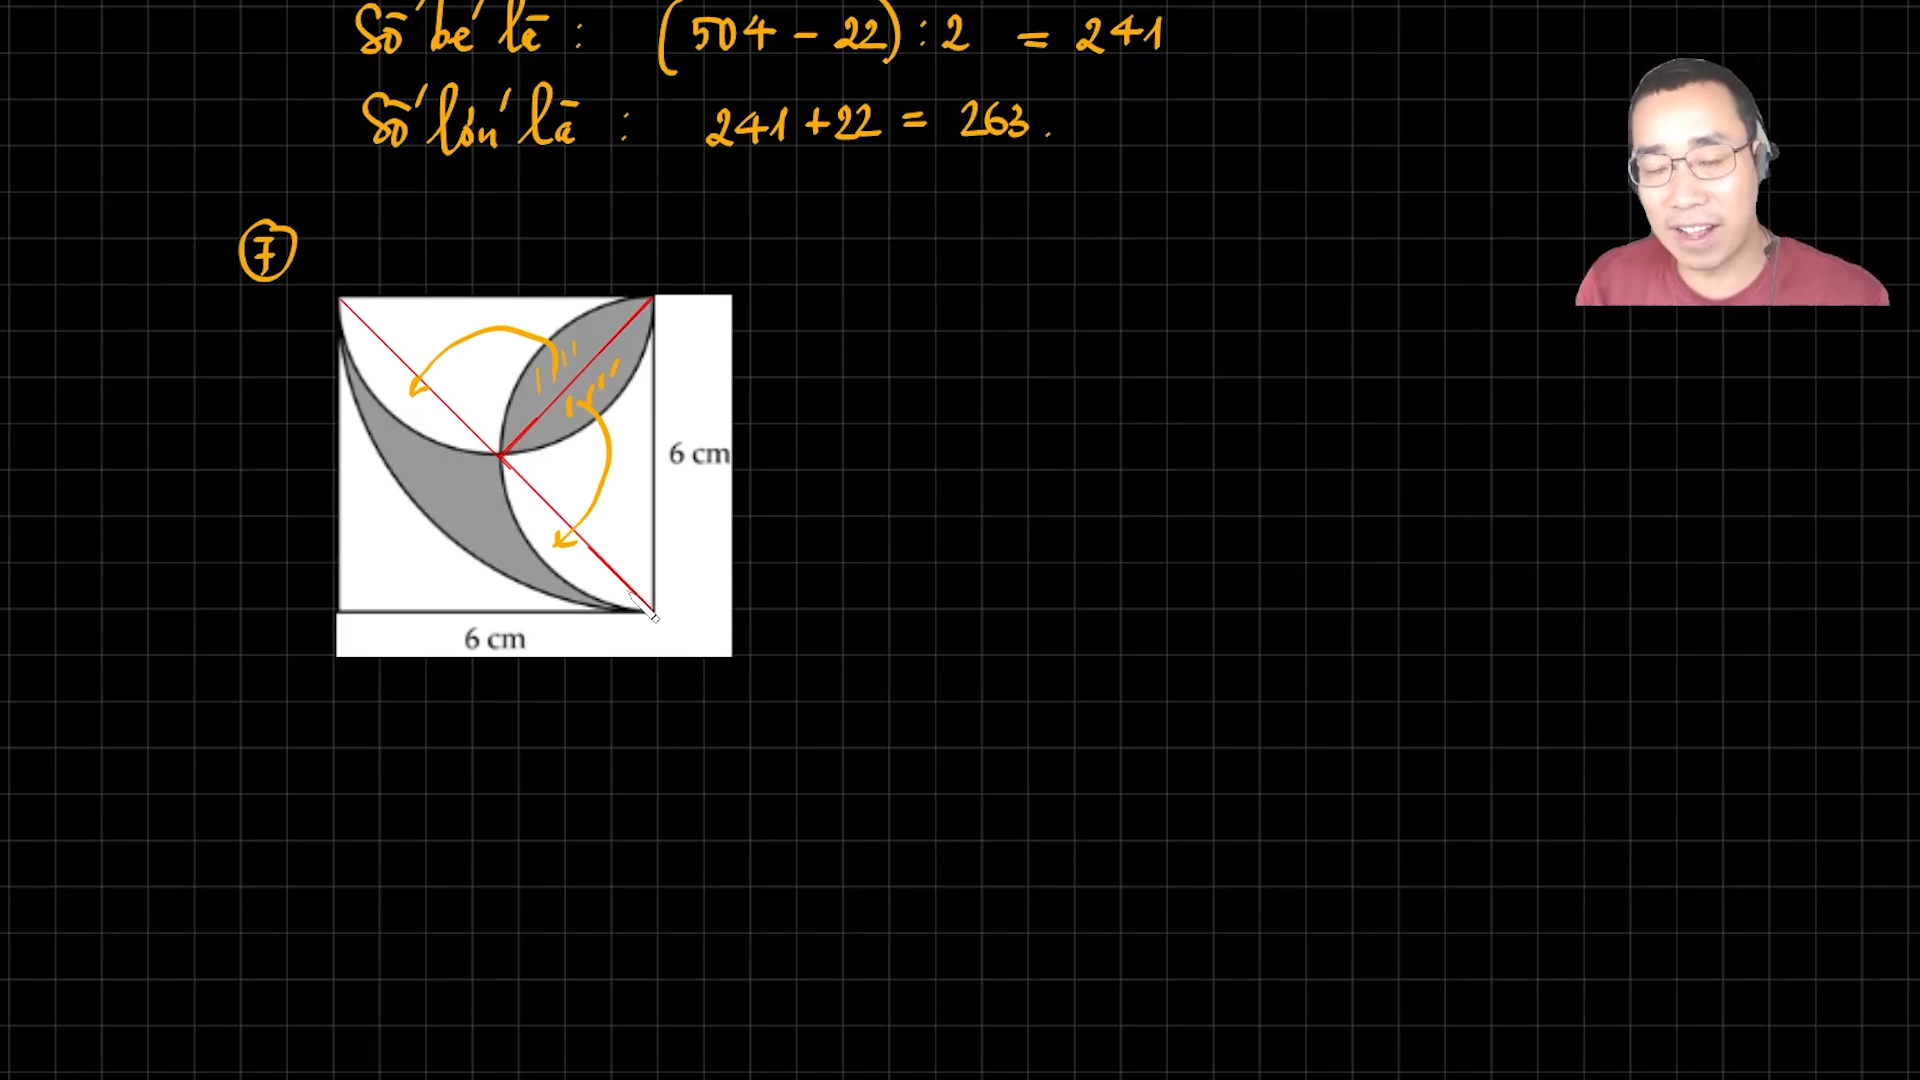 Số bé là : (504 - 22) : 2 = 241
Số lớn là : 241 + 22 = 263.
7
6 cm
6 cm